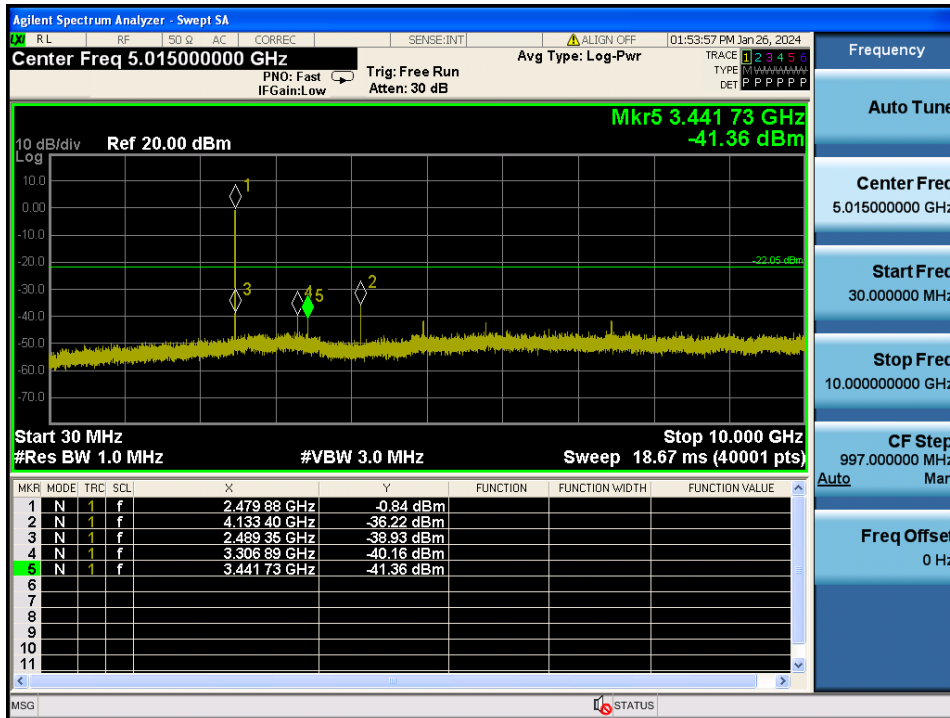 Agilent Spectrum Analyzer - Swept SA
LXI RL RF 50 Ω AC CORREC SENSE:INT ALIGN OFF 01:53:57 PM Jan 26, 2024
Center Freq 5.015000000 GHz
PNO: Fast
IFGain:Low
Trig: Free Run
Atten: 30 dB
Avg Type: Log-Pwr
TRACE 1 2 3 4 5 6
TYPE M WWWWW
DET P P P P P P
Mkr5 3.441 73 GHz
-41.36 dBm
10 dB/div
Log
Ref 20.00 dBm
10.0
0.00
-10.0
-20.0
-30.0
-40.0
-50.0
-60.0
-70.0
1
-22.05 dBm
2
3
4
5
Start 30 MHz
Stop 10.000 GHz
#Res BW 1.0 MHz
#VBW 3.0 MHz
Sweep 18.67 ms (40001 pts)
MKR MODE TRC SCL X Y FUNCTION FUNCTION WIDTH FUNCTION VALUE
1 N 1 f 2.479 88 GHz -0.84 dBm
2 N 1 f 4.133 40 GHz -36.22 dBm
3 N 1 f 2.489 35 GHz -38.93 dBm
4 N 1 f 3.306 89 GHz -40.16 dBm
5 N 1 f 3.441 73 GHz -41.36 dBm
6
7
8
9
10
11
MSG
STATUS
Frequency
Auto Tune
Center Freq
5.015000000 GHz
Start Freq
30.000000 MHz
Stop Freq
10.000000000 GHz
CF Step
997.000000 MHz
Auto Man
Freq Offset
0 Hz